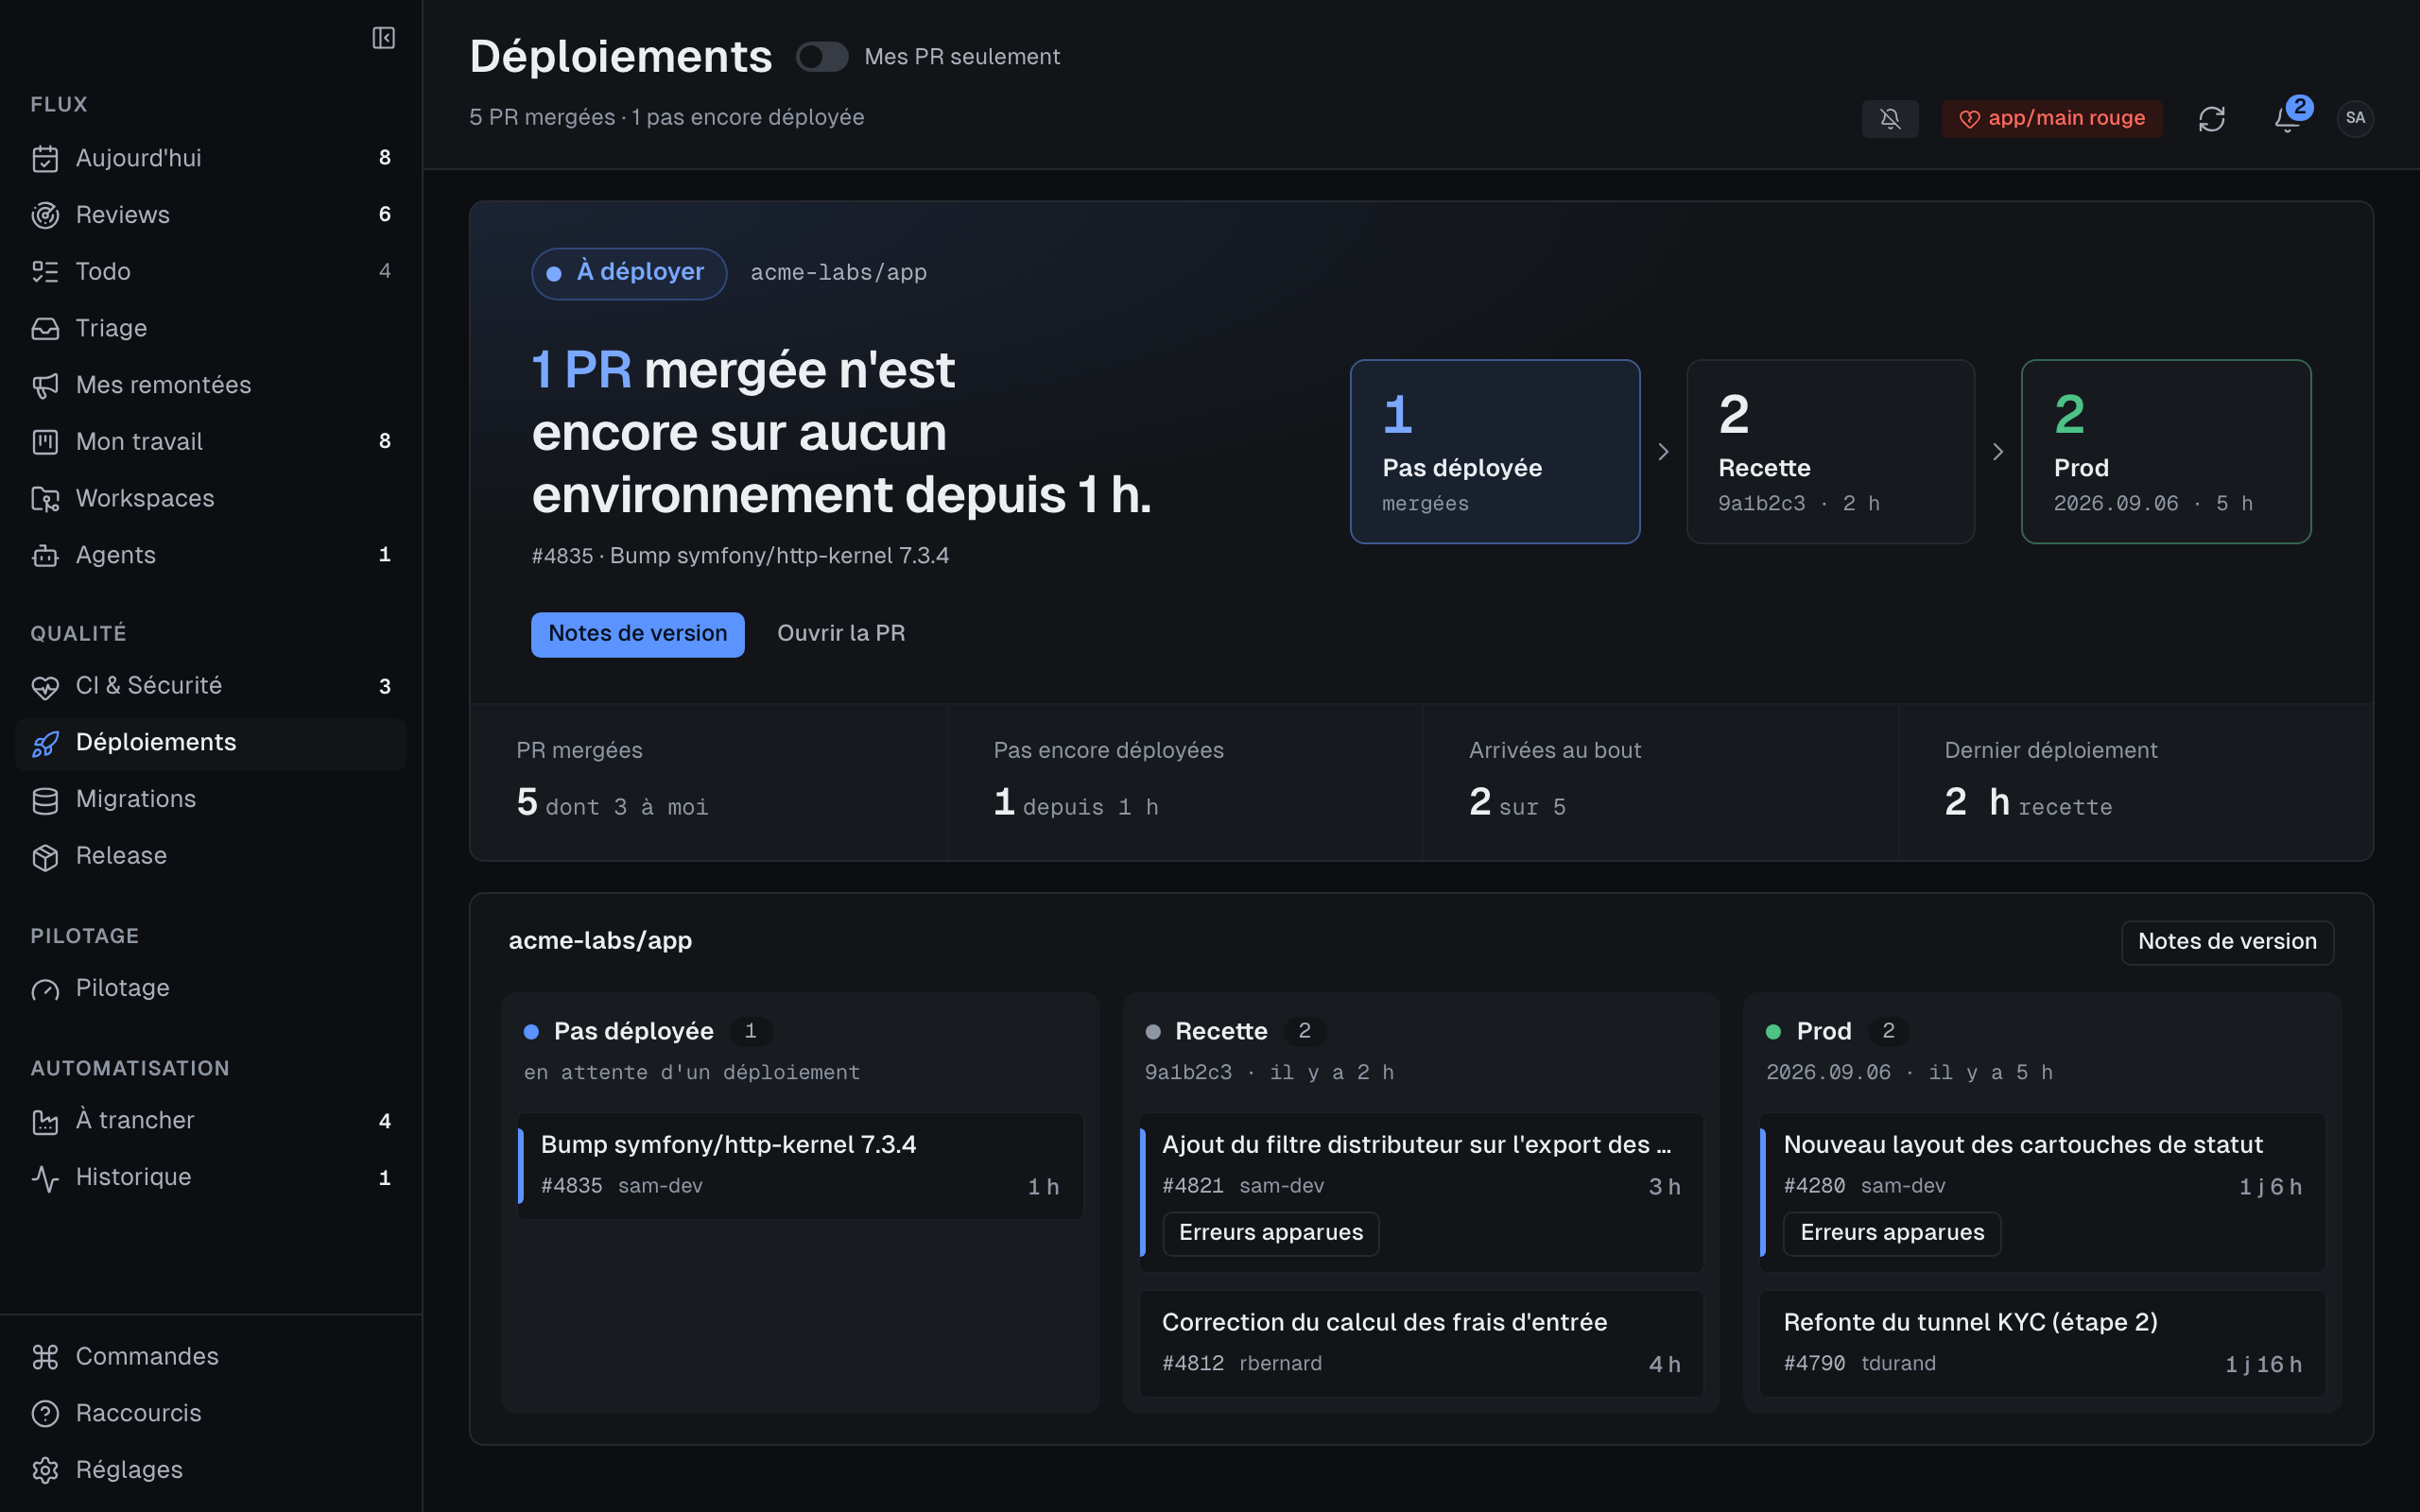 FLUX
Aujourd'hui 8
Reviews 6
Todo 4
Triage
Mes remontées
Mon travail 8
Workspaces
Agents 1
QUALITÉ
CI & Sécurité 3
Déploiements
Migrations
Release
PILOTAGE
Pilotage
AUTOMATISATION
À trancher 4
Historique 1
Commandes
Raccourcis
Réglages
Déploiements Mes PR seulement
5 PR mergées · 1 pas encore déployée
app/main rouge 2 SA
À déployer acme-labs/app
1 PR mergée n'est
encore sur aucun
environnement depuis 1 h.
#4835 · Bump symfony/http-kernel 7.3.4
Notes de version Ouvrir la PR
1
Pas déployée
mergées
2
Recette
9a1b2c3 · 2 h
2
Prod
2026.09.06 · 5 h
PR mergées
5 dont 3 à moi
Pas encore déployées
1 depuis 1 h
Arrivées au bout
2 sur 5
Dernier déploiement
2 h recette
acme-labs/app Notes de version
Pas déployée 1
en attente d'un déploiement
Bump symfony/http-kernel 7.3.4
#4835 sam-dev 1 h
Recette 2
9a1b2c3 · il y a 2 h
Ajout du filtre distributeur sur l'export des ...
#4821 sam-dev 3 h
Erreurs apparues
Correction du calcul des frais d'entrée
#4812 rbernard 4 h
Prod 2
2026.09.06 · il y a 5 h
Nouveau layout des cartouches de statut
#4280 sam-dev 1 j 6 h
Erreurs apparues
Refonte du tunnel KYC (étape 2)
#4790 tdurand 1 j 16 h